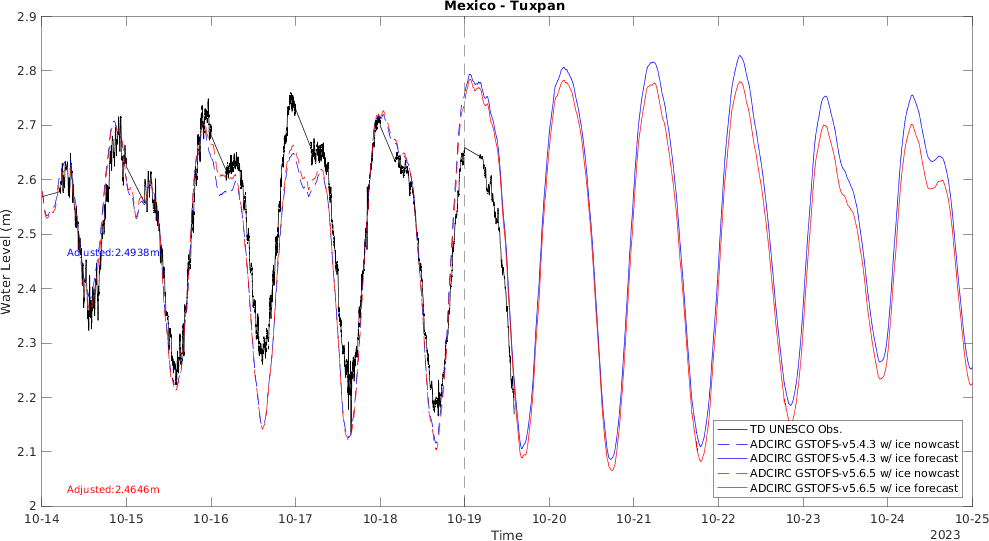 Mexico - Tuxpan
2.9
2.8
2.7
2.6
2.5
2.4
2.3
2.2
2.1
2
Water Level (m)
Adjusted:2.4938m
Adjusted:2.4646m
TD UNESCO Obs.
ADCIRC GSTOFS-v5.4.3 w/ ice nowcast
ADCIRC GSTOFS-v5.4.3 w/ ice forecast
ADCIRC GSTOFS-v5.6.5 w/ ice nowcast
ADCIRC GSTOFS-v5.6.5 w/ ice forecast
10-14 10-15 10-16 10-17 10-18 10-19 10-20 10-21 10-22 10-23 10-24 10-25
Time
2023